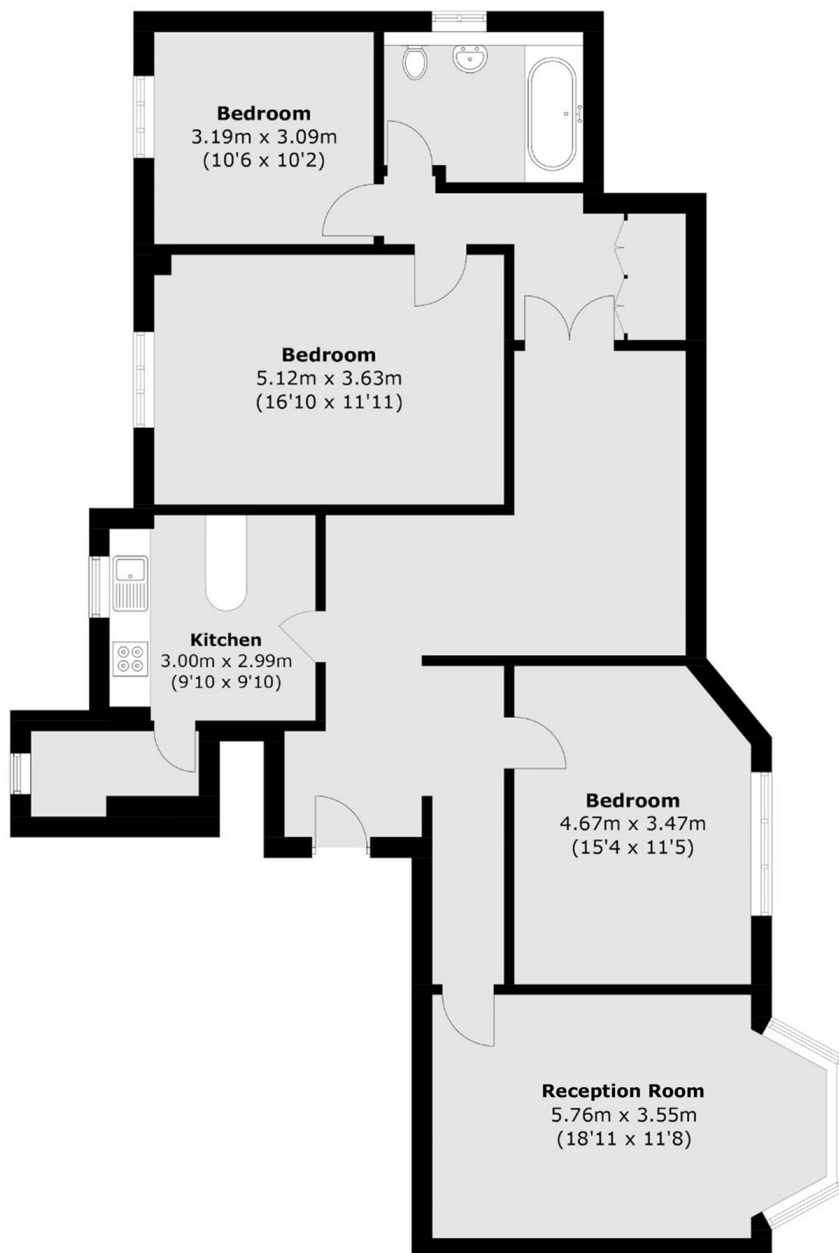 Bedroom
3.19m x 3.09m
(10'6 x 10'2)
Bedroom
5.12m x 3.63m
(16'10 x 11'11)
Kitchen
3.00m x 2.99m
(9'10 x 9'10)
Bedroom
4.67m x 3.47m
(15'4 x 11'5)
Reception Room
5.76m x 3.55m
(18'11 x 11'8)